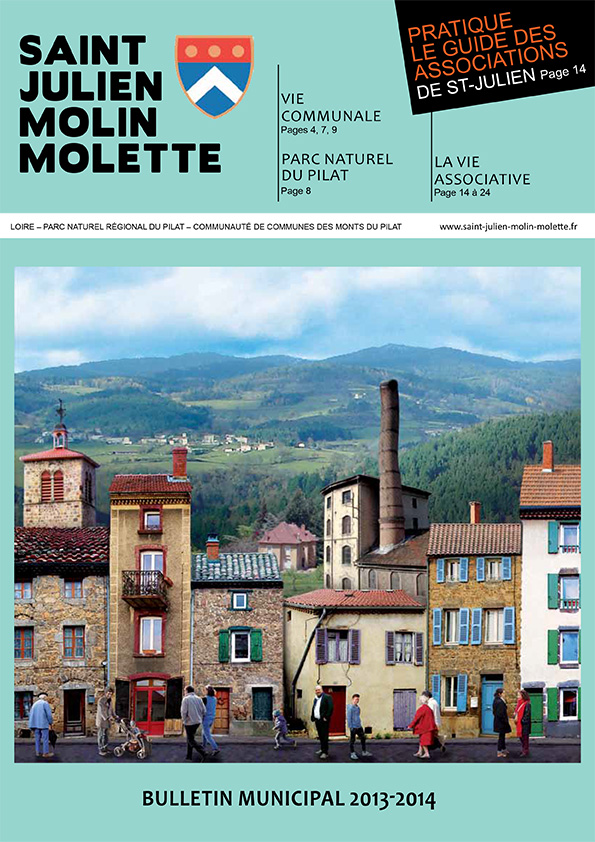 SAINT
JULIEN
MOLIN
MOLETTE
PRATIQUE
LE GUIDE DES
ASSOCIATIONS
DE ST-JULIEN Page 14
VIE
COMMUNALE
Pages 4, 7, 9
PARC NATUREL
DU PILAT
Page 8
LA VIE
ASSOCIATIVE
Page 14 à 24
LOIRE – PARC NATUREL RÉGIONAL DU PILAT – COMMUNAUTÉ DE COMMUNES DES MONTS DU PILAT
www.saint-julien-molin-molette.fr
BULLETIN MUNICIPAL 2013-2014